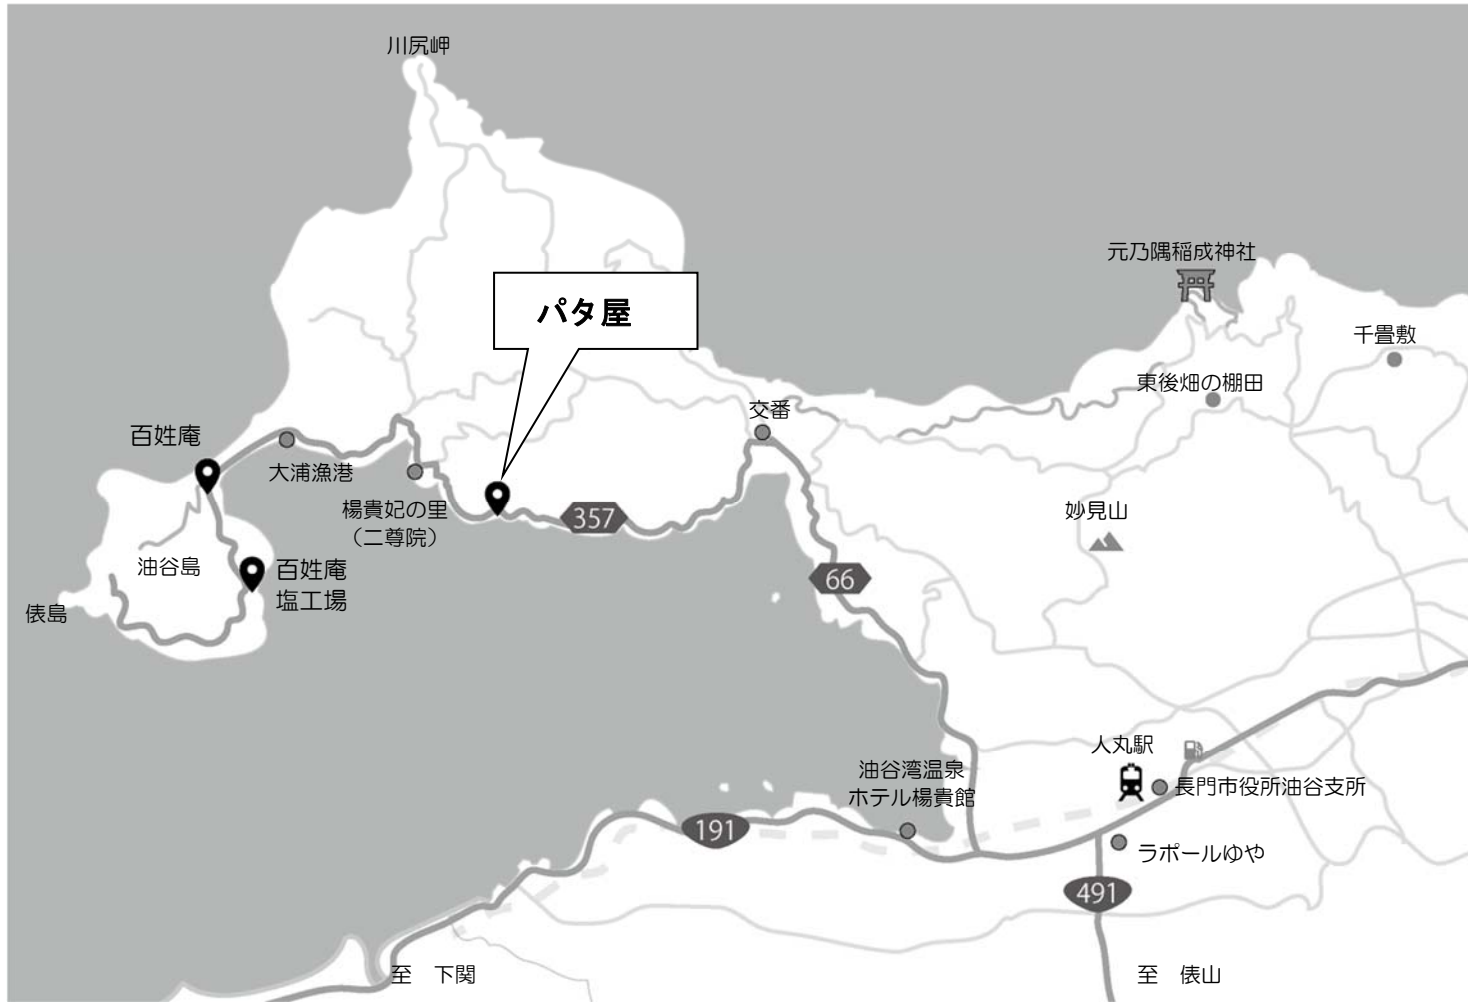 川尻岬
元乃隅稲成神社
パタ屋
千畳敷
東後畑の棚田
交番
百姓庵
大浦漁港
楊貴妃の里
（二尊院）
357
妙見山
油谷島
百姓庵
塩工場
66
俵島
人丸駅
油谷湾温泉
ホテル楊貴館
長門市役所油谷支所
191
ラポールゆや
491
至　下関
至　俵山